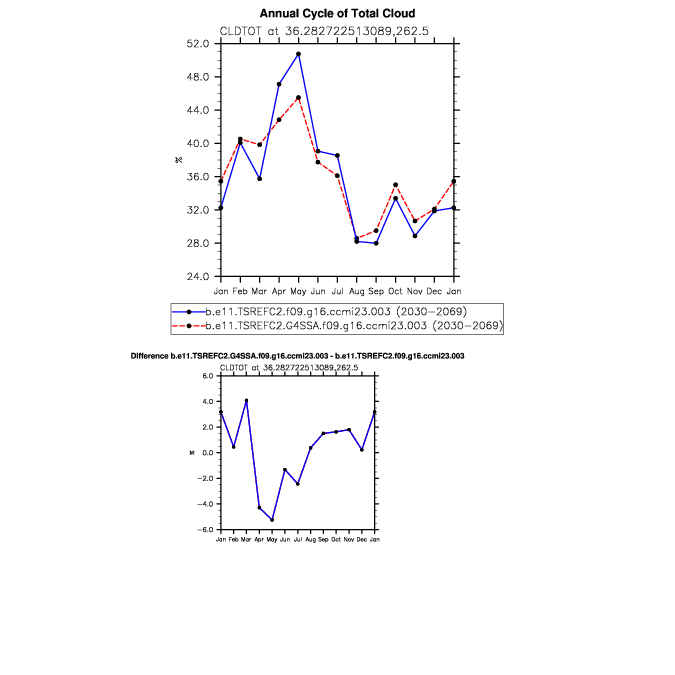 Annual Cycle of Total Cloud
CLDTOT at 36.282722513089,262.5
52.0
48.0
44.0
40.0
36.0
32.0
28.0
24.0
%
Jan Feb Mar Apr May Jun Jul Aug Sep Oct Nov Dec Jan
b.e11.TSREFC2.f09.g16.ccmi23.003 (2030-2069)
b.e11.TSREFC2.G4SSA.f09.g16.ccmi23.003 (2030-2069)
Difference b.e11.TSREFC2.G4SSA.f09.g16.ccmi23.003 - b.e11.TSREFC2.f09.g16.ccmi23.003
CLDTOT at 36.282722513089,262.5
6.0
4.0
2.0
0.0
-2.0
-4.0
-6.0
%
Jan Feb Mar Apr May Jun Jul Aug Sep Oct Nov Dec Jan